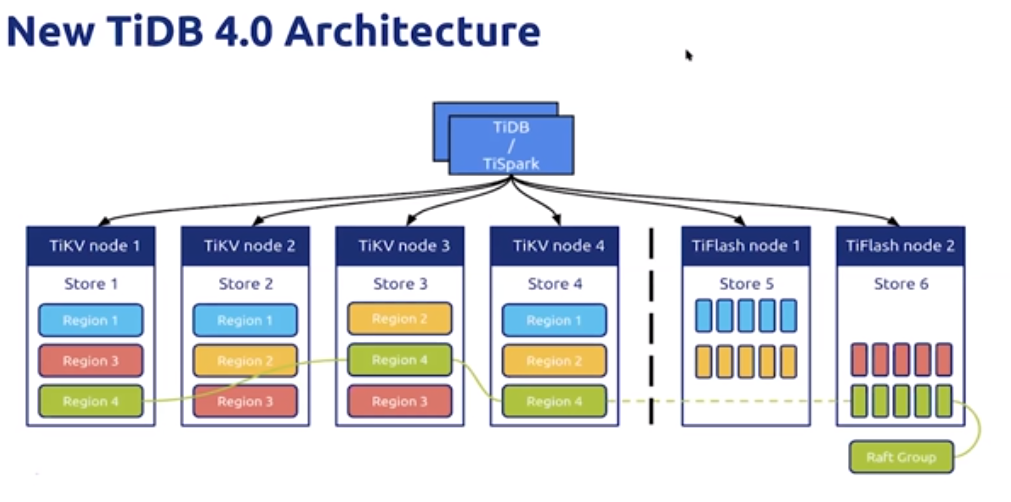 New TiDB 4.0 Architecture
TiDB
/
TiSpark
TiKV node 1
TiKV node 2
TiKV node 3
TiKV node 4
TiFlash node 1
TiFlash node 2
Store 1
Store 2
Store 3
Store 4
Store 5
Store 6
Region 1
Region 1
Region 2
Region 1
Region 3
Region 2
Region 4
Region 2
Region 4
Region 3
Region 3
Region 4
Raft Group